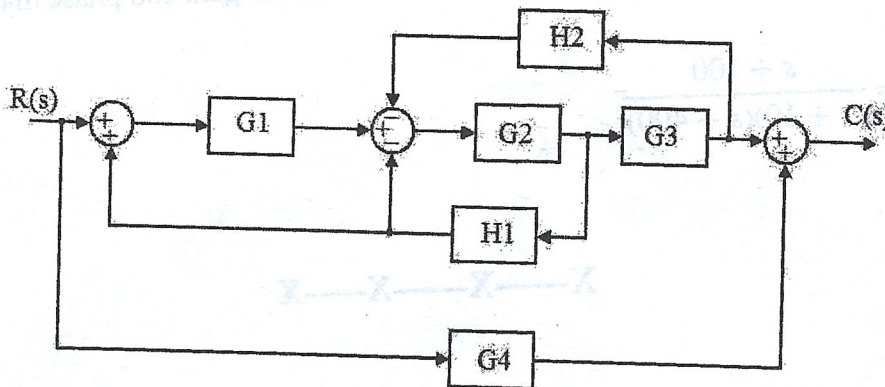 H2
R(s)
+
+
G1
+
−
−
G2
G3
+
+
C(s)
H1
G4